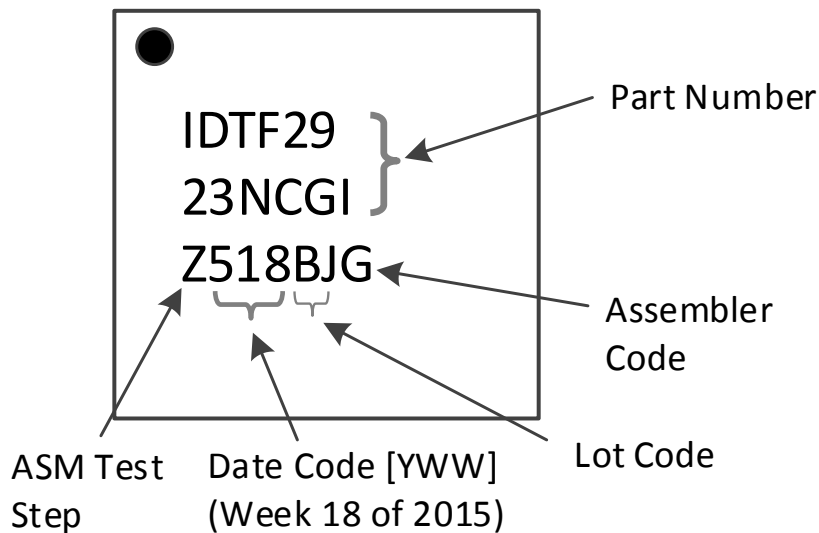 IDTF29
23NCGI
Z518BJG
Part Number
Assembler
Code
Lot Code
Date Code [YWW]
(Week 18 of 2015)
ASM Test
Step